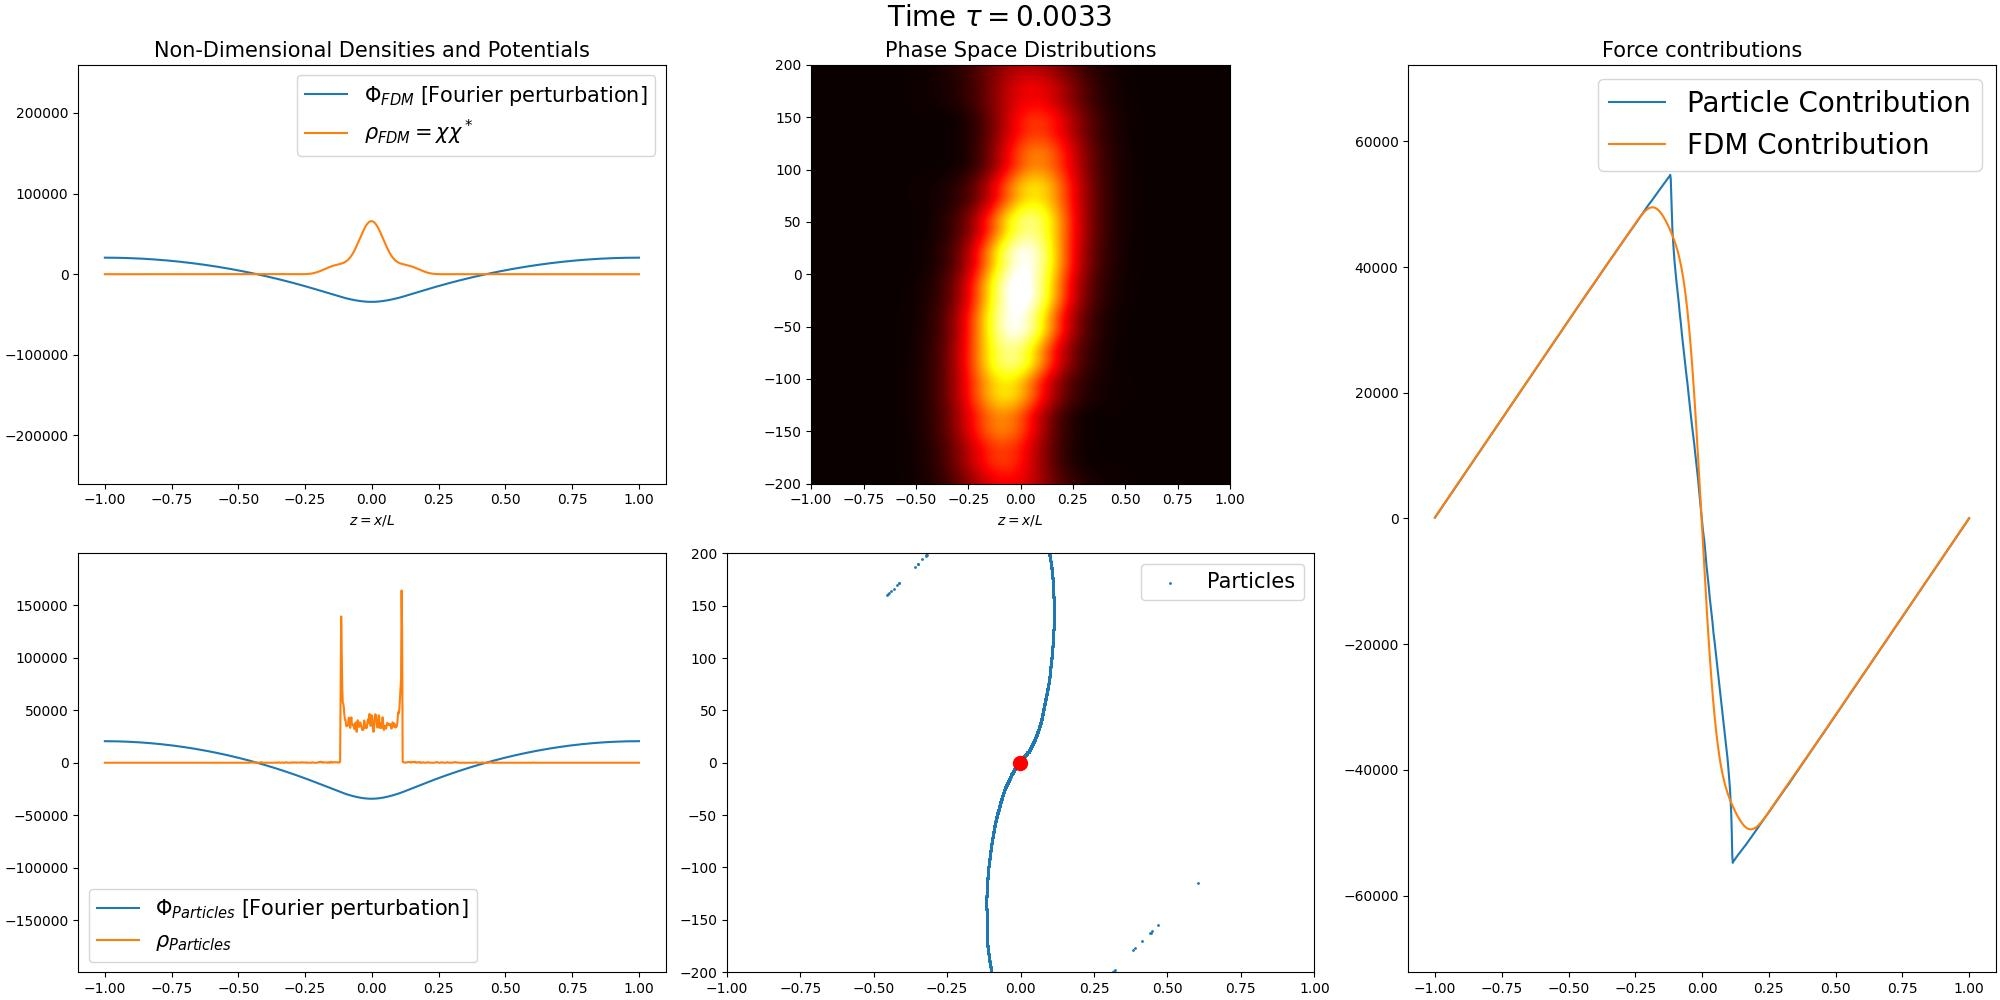 Time τ = 0.0033
Non-Dimensional Densities and Potentials
Φ_FDM [Fourier perturbation]
ρ_FDM = χχ*
200000
100000
0
−100000
−200000
−1.00 −0.75 −0.50 −0.25 0.00 0.25 0.50 0.75 1.00
z = x/L
Phase Space Distributions
200
150
100
50
0
−50
−100
−150
−200
−1.00 −0.75 −0.50 −0.25 0.00 0.25 0.50 0.75 1.00
z = x/L
Force contributions
Particle Contribution
FDM Contribution
60000
40000
20000
0
−20000
−40000
−60000
−1.00 −0.75 −0.50 −0.25 0.00 0.25 0.50 0.75 1.00
150000
100000
50000
0
−50000
−100000
−150000
Φ_Particles [Fourier perturbation]
ρ_Particles
−1.00 −0.75 −0.50 −0.25 0.00 0.25 0.50 0.75 1.00
Particles
200
150
100
50
0
−50
−100
−150
−200
−1.00 −0.75 −0.50 −0.25 0.00 0.25 0.50 0.75 1.00